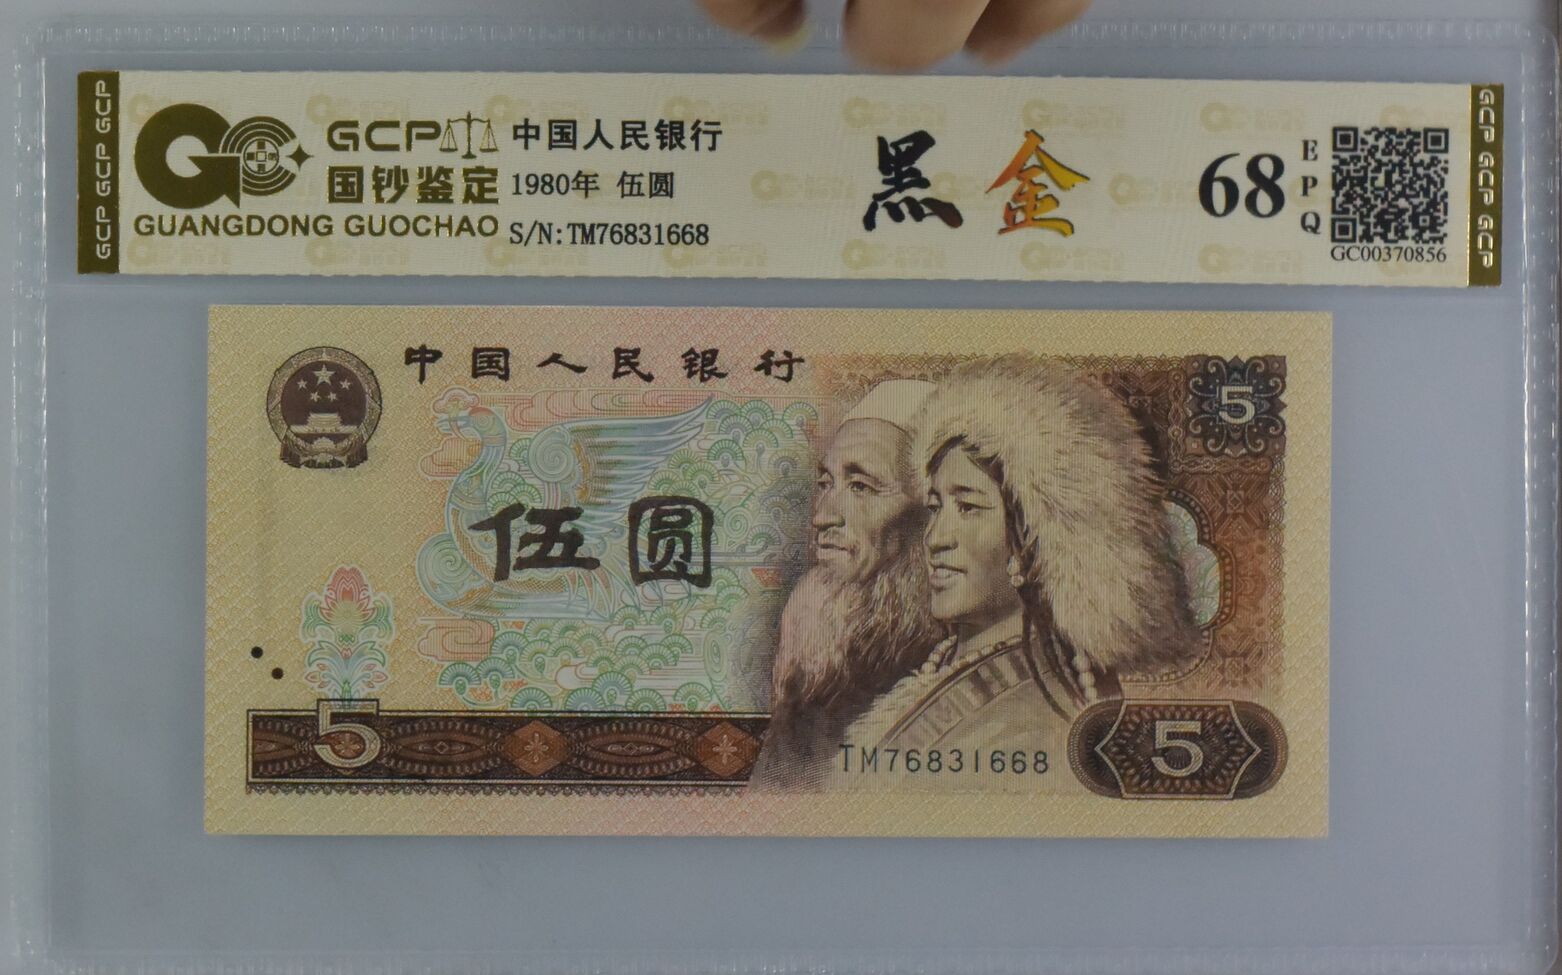 GCP GCP GCP
GCP
国钞鉴定
GUANGDONG GUOCHAO
中国人民银行
1980年 伍圆
S/N:TM76831668
黑金
68
EPQ
GC00370856
GCP GCP GCP
中国人民银行
5
伍圆
5
TM76831668
5